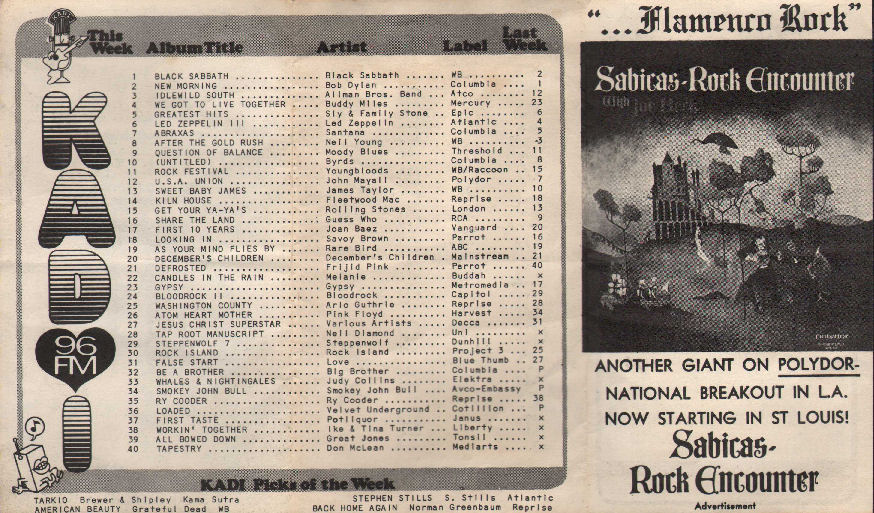 KADI
This Week Album Title Artist Label Last Week
1 BLACK SABBATH Black Sabbath WB 2
2 NEW MORNING Bob Dylan Columbia 1
3 IDLEWILD SOUTH Allman Bros. Band Atco 12
4 WE GOT TO LIVE TOGETHER Buddy Miles Mercury 23
5 GREATEST HITS Sly & Family Stone Epic 6
6 LED ZEPPELIN III Led Zeppelin Atlantic 4
7 ABRAXAS Santana Columbia 5
8 AFTER THE GOLD RUSH Neil Young WB -3
9 QUESTION OF BALANCE Moody Blues Threshold 11
10 (UNTITLED) Byrds Columbia 8
11 ROCK FESTIVAL Youngbloods WB/Raccoon 15
12 U.S.A. UNION John Mayall Polydor 7
13 SWEET BABY JAMES James Taylor WB 10
14 KILN HOUSE Fleetwood Mac Reprise 18
15 GET YOUR YA-YA'S Rolling Stones London 13
16 SHARE THE LAND Guess Who RCA 9
17 FIRST 10 YEARS Joan Baez Vanguard 20
18 LOOKING IN Savoy Brown Parrot 16
19 AS YOUR MIND FLIES BY Rare Bird ABC 19
20 DECEMBER'S CHILDREN December's Children Mainstream 21
21 DEFROSTED Frijid Pink Parrot 40
22 CANDLES IN THE RAIN Melanie Buddah x
23 GYPSY Gypsy Metromedia 17
24 BLOODROCK II Bloodrock Capitol 29
25 WASHINGTON COUNTY Arlo Guthrie Reprise 28
26 ATOM HEART MOTHER Pink Floyd Harvest 34
27 JESUS CHRIST SUPERSTAR Various Artists Decca 31
28 TAP ROOT MANUSCRIPT Neil Diamond Uni x
29 STEPPENWOLF 7 Steppenwolf Dunhill x
30 ROCK ISLAND Rock Island Project 3 25
31 FALSE START Love Blue Thumb 27
32 BE A BROTHER Big Brother Columbia P
33 WHALES & NIGHTINGALES Judy Collins Elektra x
34 SMOKEY JOHN BULL Smokey John Bull Avco-Embassy P
35 RY COODER Ry Cooder Reprise 38
36 LOADED Velvet Underground Cotillion P
37 FIRST TASTE Potliquor Janus x
38 WORKIN' TOGETHER Ike & Tina Turner Liberty x
39 ALL BOWED DOWN Great Jones Tonsil x
40 TAPESTRY Don McLean Mediarts x
KADI
96
FM
KADI Picks of the Week
TARKIO Brewer & Shipley Kama Sutra STEPHEN STILLS S. Stills Atlantic
AMERICAN BEAUTY Grateful Dead WB BACK HOME AGAIN Norman Greenbaum Reprise
"...Flamenco Rock"
Sabicas-Rock Encounter
With Joe Beck
ANOTHER GIANT ON POLYDOR-
NATIONAL BREAKOUT IN L.A.
NOW STARTING IN ST LOUIS!
Sabicas-
Rock Encounter
Advertisement